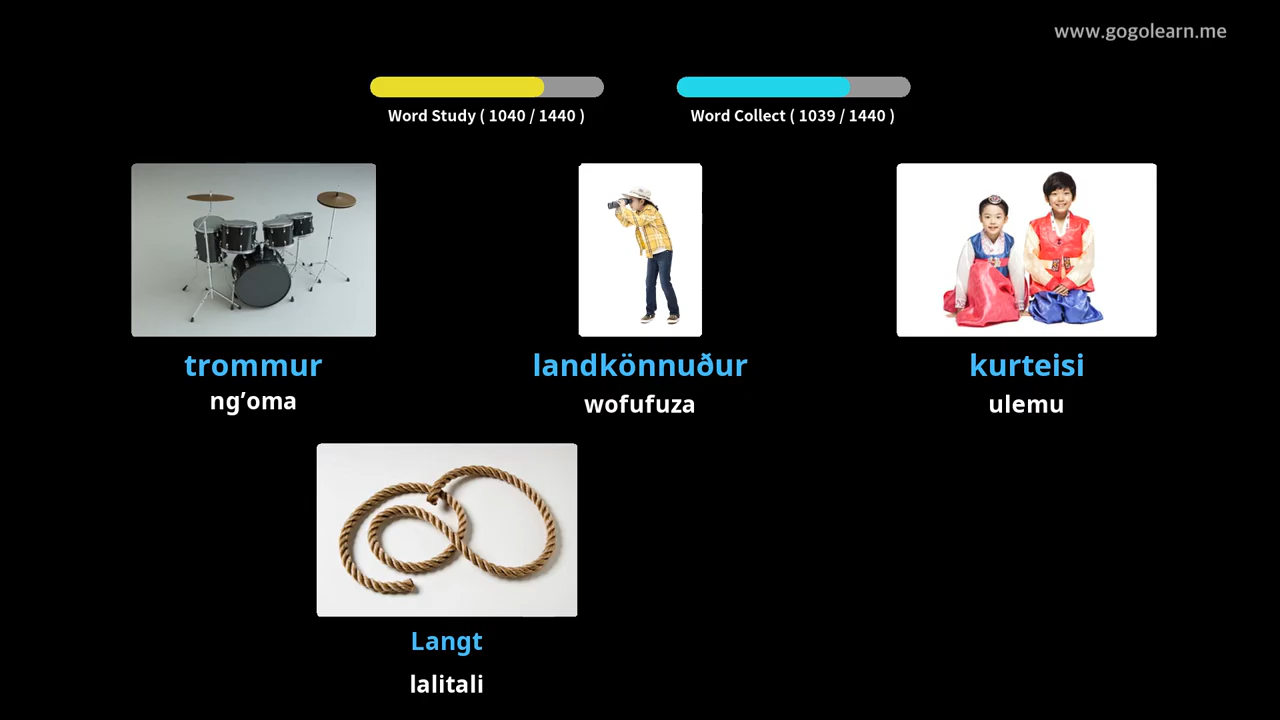 www.gogolearn.me
Word Study ( 1040 / 1440 )
Word Collect ( 1039 / 1440 )
trommur
ng’oma
landkönnuður
wofufuza
kurteisi
ulemu
Langt
lalitali